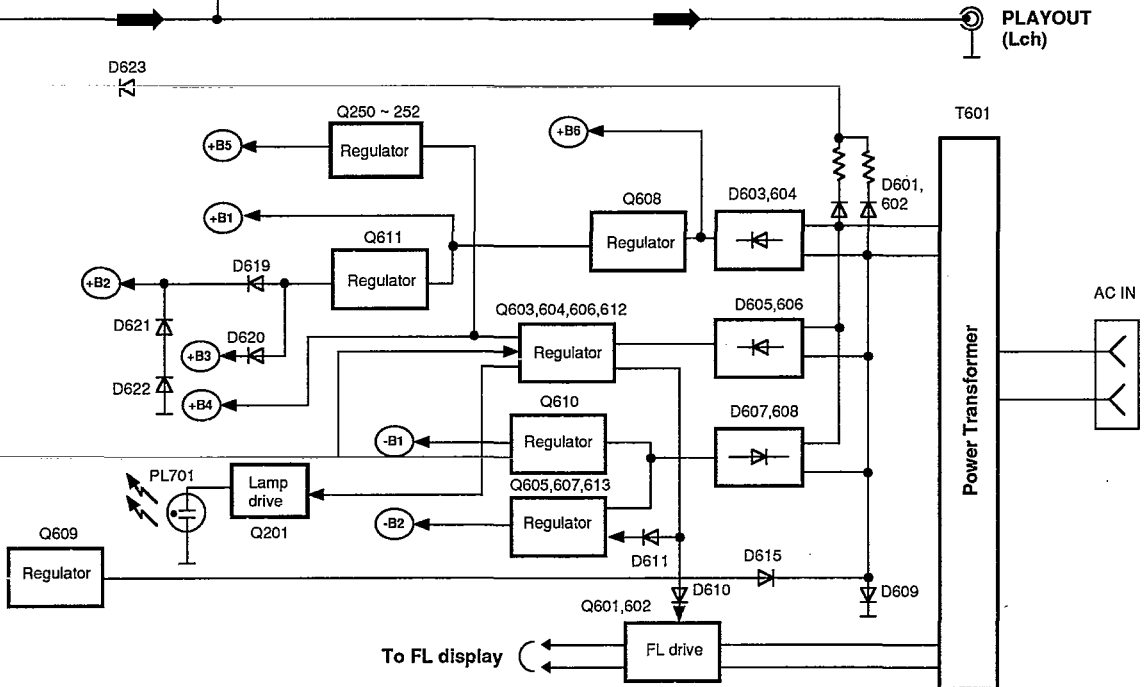 PLAYOUT
(Lch)
D623
T601
Q250 ~ 252
+B6
+B5
Regulator
D601,
602
Q608
D603,604
+B1
Q611
Regulator
D619
Regulator
+B2
AC IN
Q603,604,606,612
D605,606
D621
D620
Regulator
+B3
D622
Q610
+B4
D607,608
Power Transformer
-B1
Regulator
PL701
Lamp
drive
Q605,607,613
Q201
-B2
Regulator
Q609
D611
D615
Regulator
D610
D609
Q601,602
To FL display
FL drive